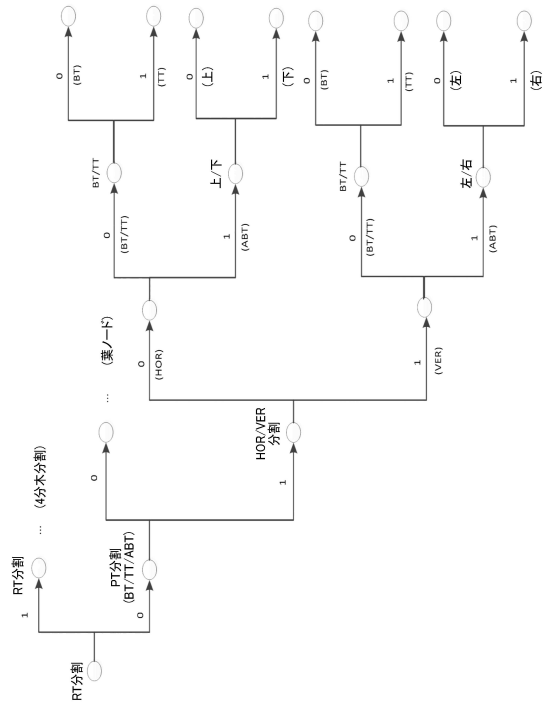 RT分割
1
RT分割
… (4分木分割)
0
PT分割
(BT/TT/ABT)
0
… (葉ノード)
1
HOR/VER
分割
0
(HOR)
1
(VER)
0
(BT/TT)
BT/TT
1
(ABT)
上/下
0
(BT/TT)
BT/TT
1
(ABT)
左/右
0
(BT)
1
(TT)
0
(上)
1
(下)
0
(BT)
1
(TT)
0
(左)
1
(右)